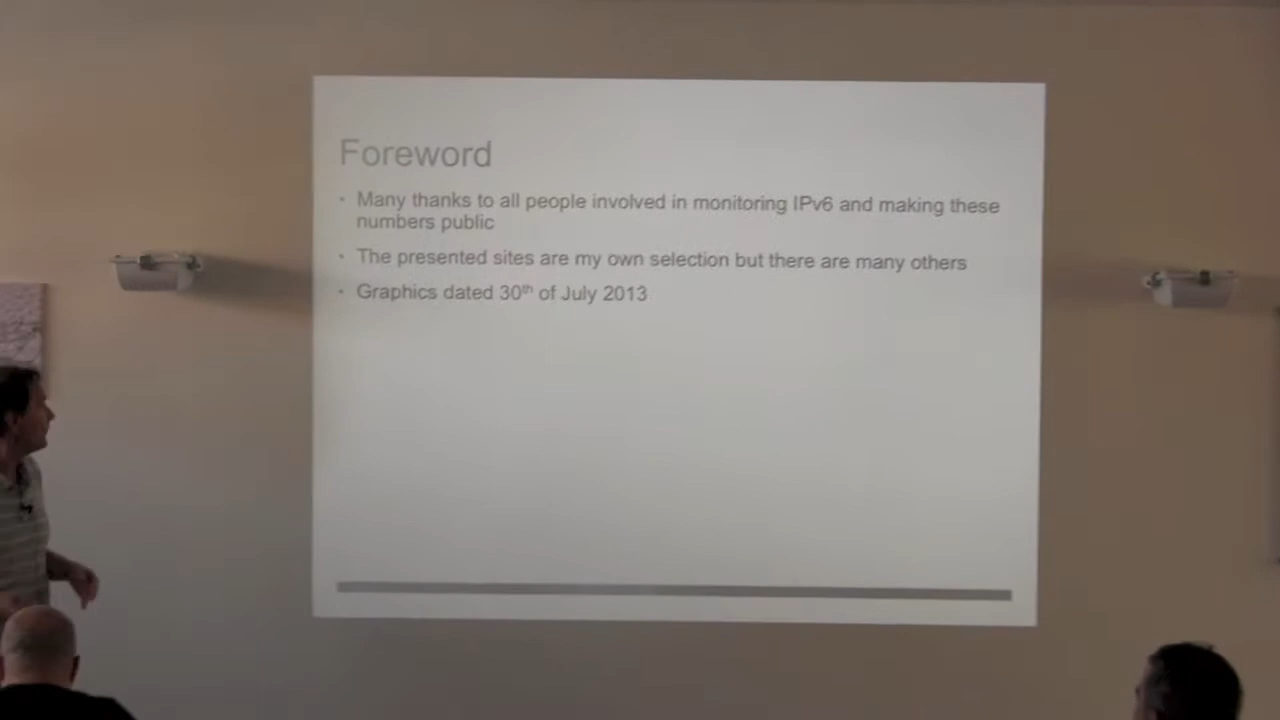 Foreword
• Many thanks to all people involved in monitoring IPv6 and making these
numbers public
• The presented sites are my own selection but there are many others
• Graphics dated 30th of July 2013